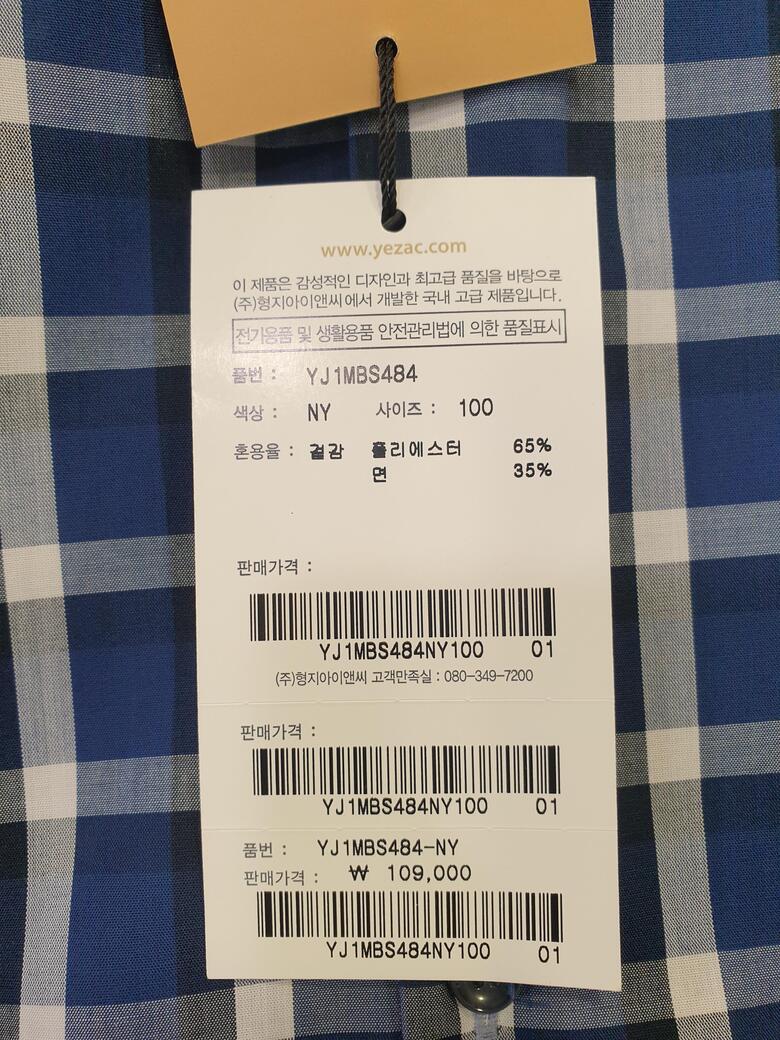 www.yezac.com
이 제품은 감성적인 디자인과 최고급 품질을 바탕으로
(주)형지아이앤씨에서 개발한 국내 고급 제품입니다.
전기용품 및 생활용품 안전관리법에 의한 품질표시
품번 : YJ1MBS484
색상 : NY 사이즈 : 100
혼용율 : 겉감 폴리에스터 65%
면 35%
판매가격 :
YJ1MBS484NY100 01
(주)형지아이앤씨 고객만족실 : 080-349-7200
판매가격 :
YJ1MBS484NY100 01
품번 : YJ1MBS484-NY
판매가격 : ₩ 109,000
YJ1MBS484NY100 01